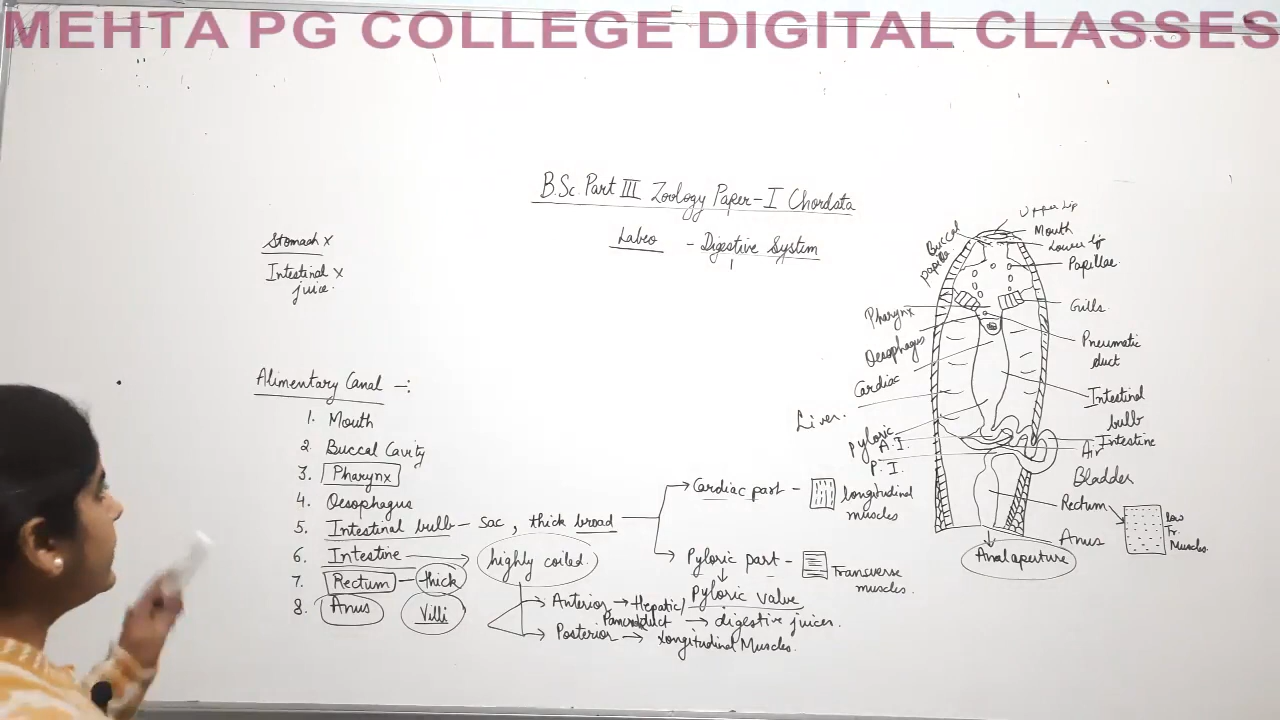 MEHTA PG COLLEGE DIGITAL CLASSES
B.Sc. Part III Zoology Paper-I Chordata
Labeo - Digestive System
Stomach x
Intestinal x
juice.
Alimentary Canal -:
1. Mouth
2. Buccal Cavity
3. Pharynx
4. Oesophagus
5. Intestinal bulb - sac, thick broad
6. Intestine
7. Rectum - thick
8. Anus
Villi
highly coiled.
Anterior → Hepatic/
duct → digestive juices.
Posterior → Longitudinal Muscles.
Cardiac part - longitudinal
muscles
Pyloric part - Transverse
muscles.
Pyloric valve
Upper lip
Mouth
Lower lip
Papillae
Gills
Pneumatic
duct
Intestinal
bulb
Intestine
Air
Bladder
Rectum
Anus
Low
Tr.
Muscles.
Anal aperture
Buccal
papilla
Pharynx
Oesophagus
Cardiac
Liver.
Pyloric
A.I.
P.I.